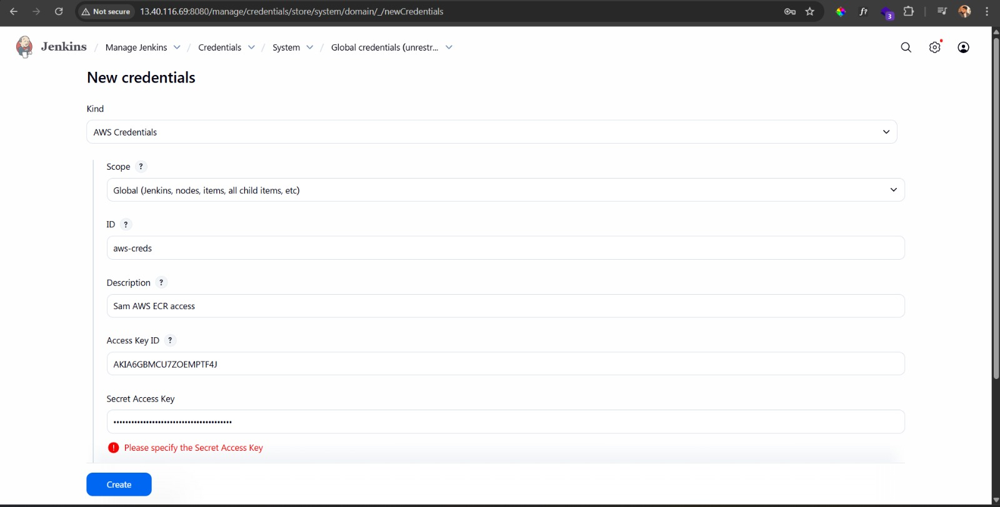 Not secure 13.40.116.69:8080/manage/credentials/store/system/domain/_/newCredentials
f?
3
Jenkins / Manage Jenkins / Credentials / System / Global credentials (unrestr...
New credentials
Kind
AWS Credentials
Scope ?
Global (Jenkins, nodes, items, all child items, etc)
ID ?
aws-creds
Description ?
Sam AWS ECR access
Access Key ID ?
AKIA6GBMCU7ZOEMPTF4J
Secret Access Key
••••••••••••••••••••••••••••••••••••••••
! Please specify the Secret Access Key
Create